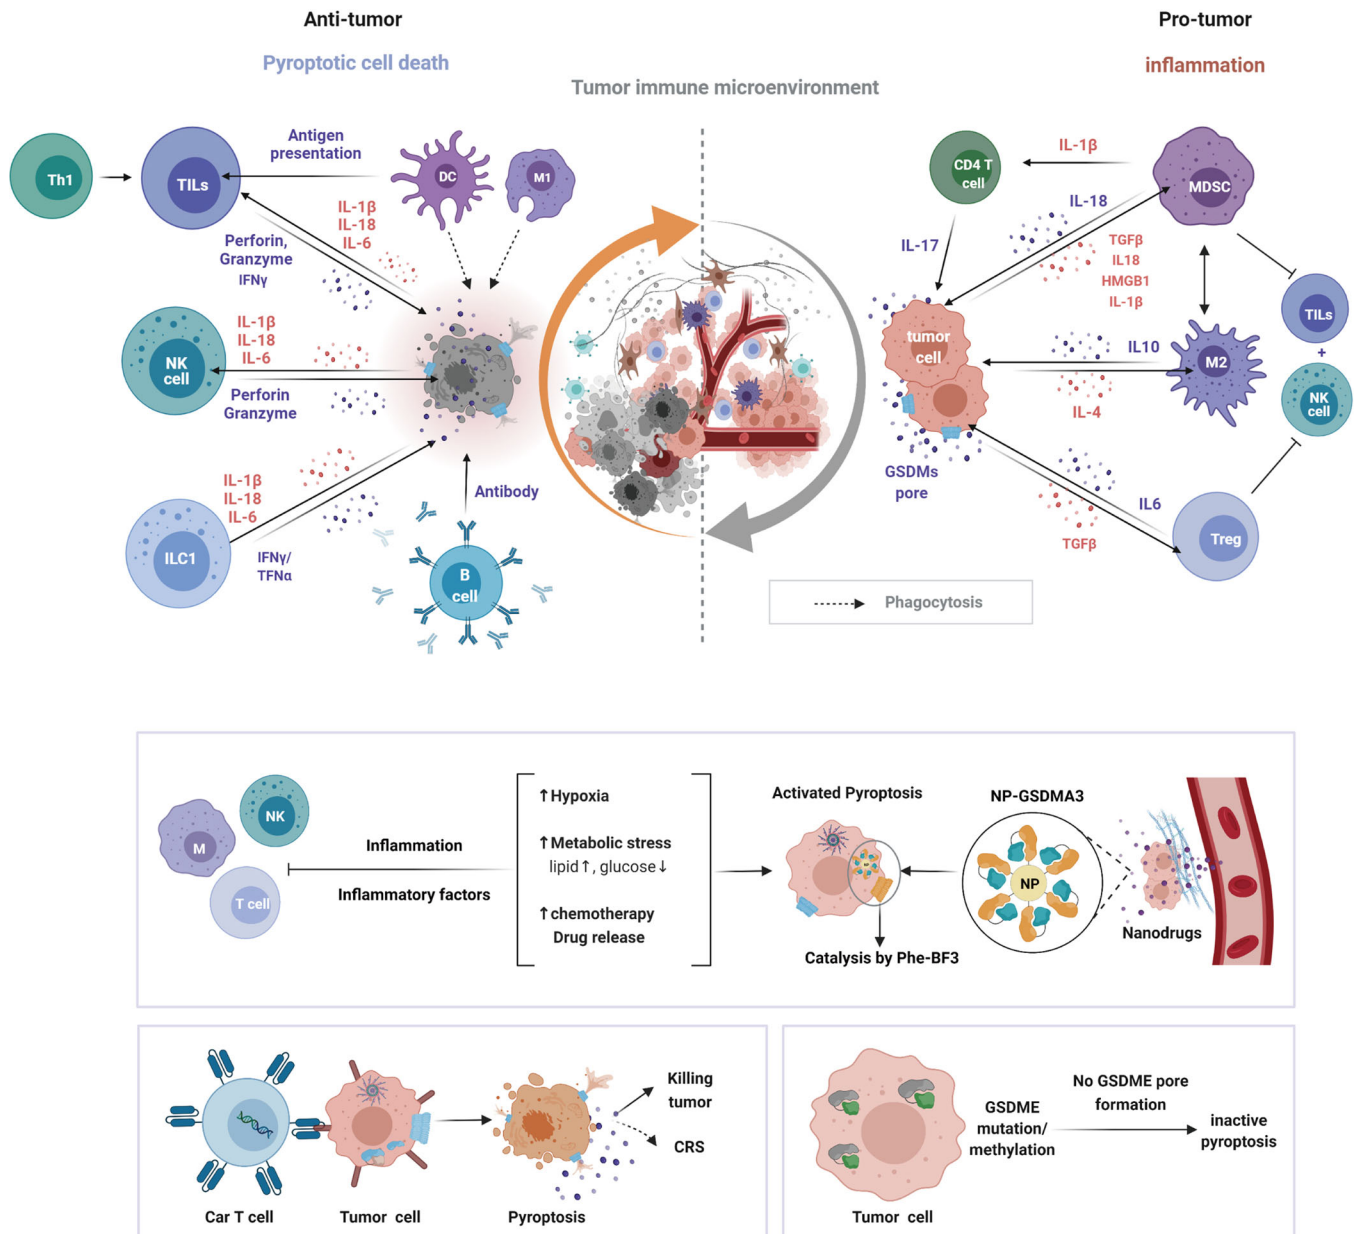 Anti-tumor
Pyroptotic cell death
Pro-tumor
inflammation
Tumor immune microenvironment
Th1
TILs
Antigen
presentation
DC
M1
IL-1β
IL-18
IL-6
Perforin,
Granzyme
IFNγ
NK
cell
IL-1β
IL-18
IL-6
Perforin
Granzyme
ILC1
IL-1β
IL-18
IL-6
IFNγ/
TFNα
Antibody
B
cell
CD4 T
cell
IL-1β
MDSC
IL-17
IL-18
TGFβ
IL18
HMGB1
IL-1β
tumor
cell
IL10
IL-4
M2
TILs
+
NK
cell
GSDMs
pore
IL6
TGFβ
Treg
Phagocytosis
M
NK
T cell
Inflammation
Inflammatory factors
↑Hypoxia
↑Metabolic stress
lipid↑, glucose↓
↑chemotherapy
Drug release
Activated Pyroptosis
Catalysis by Phe-BF3
NP-GSDMA3
NP
NP
Nanodrugs
Car T cell
Tumor cell
Pyroptosis
Killing
tumor
CRS
Tumor cell
GSDME
mutation/
methylation
No GSDME pore
formation
inactive
pyroptosis